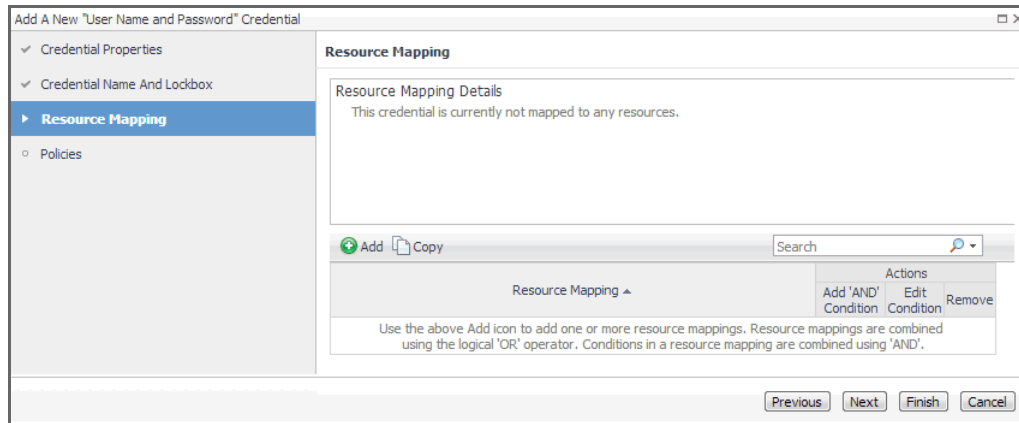 Add A New "User Name and Password" Credential
Credential Properties
Credential Name And Lockbox
Resource Mapping
Policies
Resource Mapping
Resource Mapping Details
This credential is currently not mapped to any resources.
Add Copy
Search
Resource Mapping
Actions
Add 'AND' Condition
Edit Condition
Remove
Use the above Add icon to add one or more resource mappings. Resource mappings are combined
using the logical 'OR' operator. Conditions in a resource mapping are combined using 'AND'.
Previous Next Finish Cancel